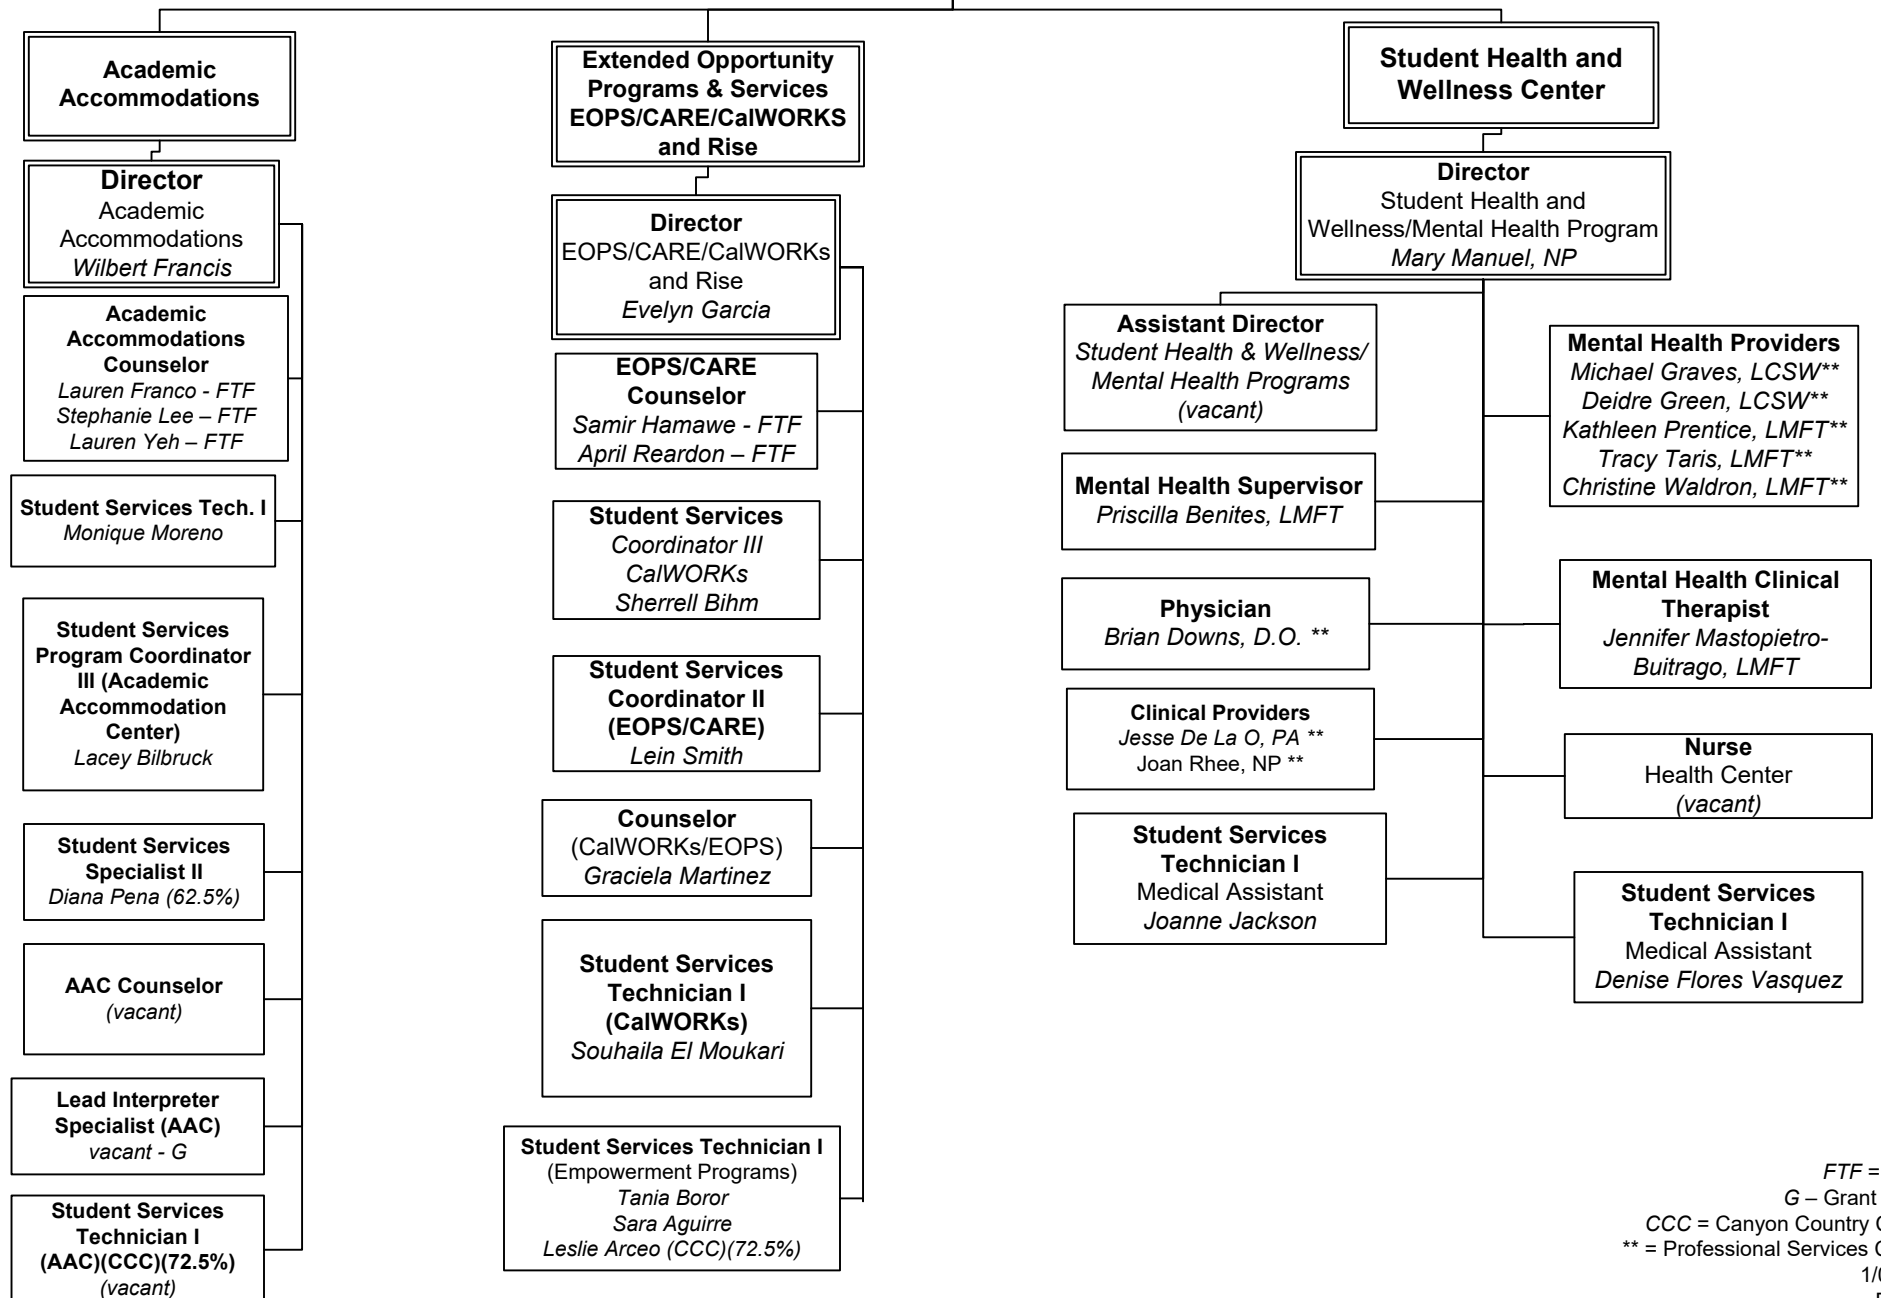 Academic
Accommodations
Director
Academic
Accommodations
Wilbert Francis
Academic
Accommodations
Counselor
Lauren Franco - FTF
Stephanie Lee – FTF
Lauren Yeh – FTF
Student Services Tech. I
Monique Moreno
Student Services
Program Coordinator
III (Academic
Accommodation
Center)
Lacey Bilbruck
Student Services
Specialist II
Diana Pena (62.5%)
AAC Counselor
(vacant)
Lead Interpreter
Specialist (AAC)
vacant - G
Student Services
Technician I
(AAC)(CCC)(72.5%)
(vacant)
Extended Opportunity
Programs & Services
EOPS/CARE/CalWORKS
and Rise
Director
EOPS/CARE/CalWORKs
and Rise
Evelyn Garcia
EOPS/CARE
Counselor
Samir Hamawe - FTF
April Reardon – FTF
Student Services
Coordinator III
CalWORKs
Sherrell Bihm
Student Services
Coordinator II
(EOPS/CARE)
Lein Smith
Counselor
(CalWORKs/EOPS)
Graciela Martinez
Student Services
Technician I
(CalWORKs)
Souhaila El Moukari
Student Services Technician I
(Empowerment Programs)
Tania Boror
Sara Aguirre
Leslie Arceo (CCC)(72.5%)
Student Health and
Wellness Center
Director
Student Health and
Wellness/Mental Health Program
Mary Manuel, NP
Assistant Director
Student Health & Wellness/
Mental Health Programs
(vacant)
Mental Health Supervisor
Priscilla Benites, LMFT
Physician
Brian Downs, D.O. **
Clinical Providers
Jesse De La O, PA **
Joan Rhee, NP **
Student Services
Technician I
Medical Assistant
Joanne Jackson
Mental Health Providers
Michael Graves, LCSW**
Deidre Green, LCSW**
Kathleen Prentice, LMFT**
Tracy Taris, LMFT**
Christine Waldron, LMFT**
Mental Health Clinical
Therapist
Jennifer Mastopietro-
Buitrago, LMFT
Nurse
Health Center
(vacant)
Student Services
Technician I
Medical Assistant
Denise Flores Vasquez
FTF =
G – Grant
CCC = Canyon Country
** = Professional Services